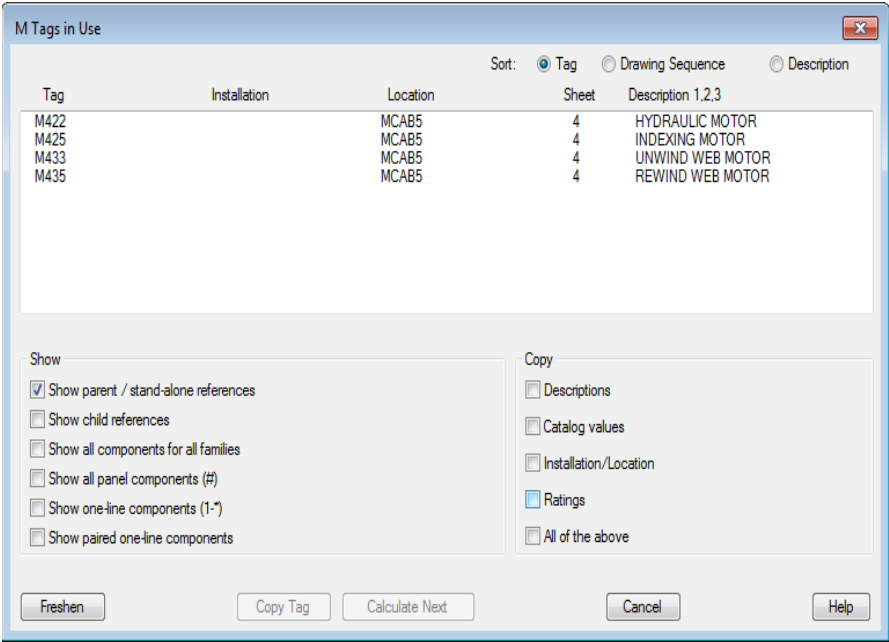 M Tags in Use
Sort: Tag Drawing Sequence Description
Tag Installation Location Sheet Description 1,2,3
M422 MCAB5 4 HYDRAULIC MOTOR
M425 MCAB5 4 INDEXING MOTOR
M433 MCAB5 4 UNWIND WEB MOTOR
M435 MCAB5 4 REWIND WEB MOTOR
Show
Show parent / stand-alone references
Show child references
Show all components for all families
Show all panel components (#)
Show one-line components (1-*)
Show paired one-line components
Copy
Descriptions
Catalog values
Installation/Location
Ratings
All of the above
Freshen Copy Tag Calculate Next Cancel Help